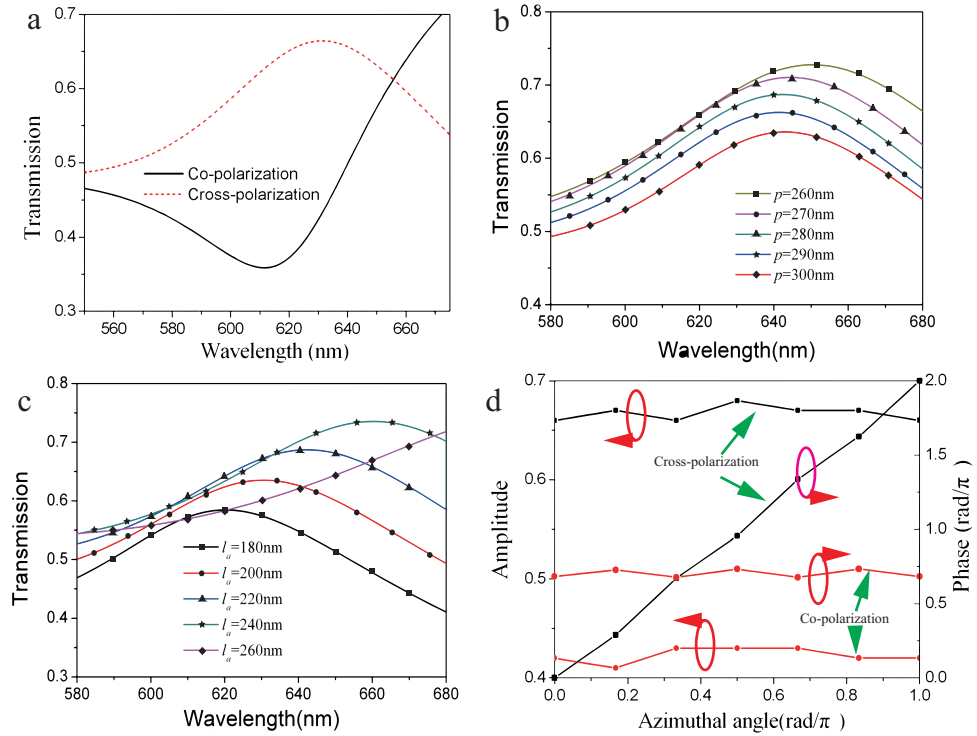 a
0.7
0.6
0.5
0.4
0.3
Transmission
Co-polarization
Cross-polarization
560 580 600 620 640 660
Wavelength (nm)
b
0.8
0.7
0.6
0.5
0.4
Transmission
p=260nm
p=270nm
p=280nm
p=290nm
p=300nm
580 600 620 640 660 680
Wavelength(nm)
c
0.8
0.7
0.6
0.5
0.4
0.3
Transmission
la=180nm
la=200nm
la=220nm
la=240nm
la=260nm
580 600 620 640 660 680
Wavelength(nm)
d
0.7
0.6
0.5
0.4
Amplitude
Cross-polarization
Co-polarization
2.0
1.5
1.0
0.5
0.0
Phase (rad/π )
0.0 0.2 0.4 0.6 0.8 1.0
Azimuthal angle(rad/π )